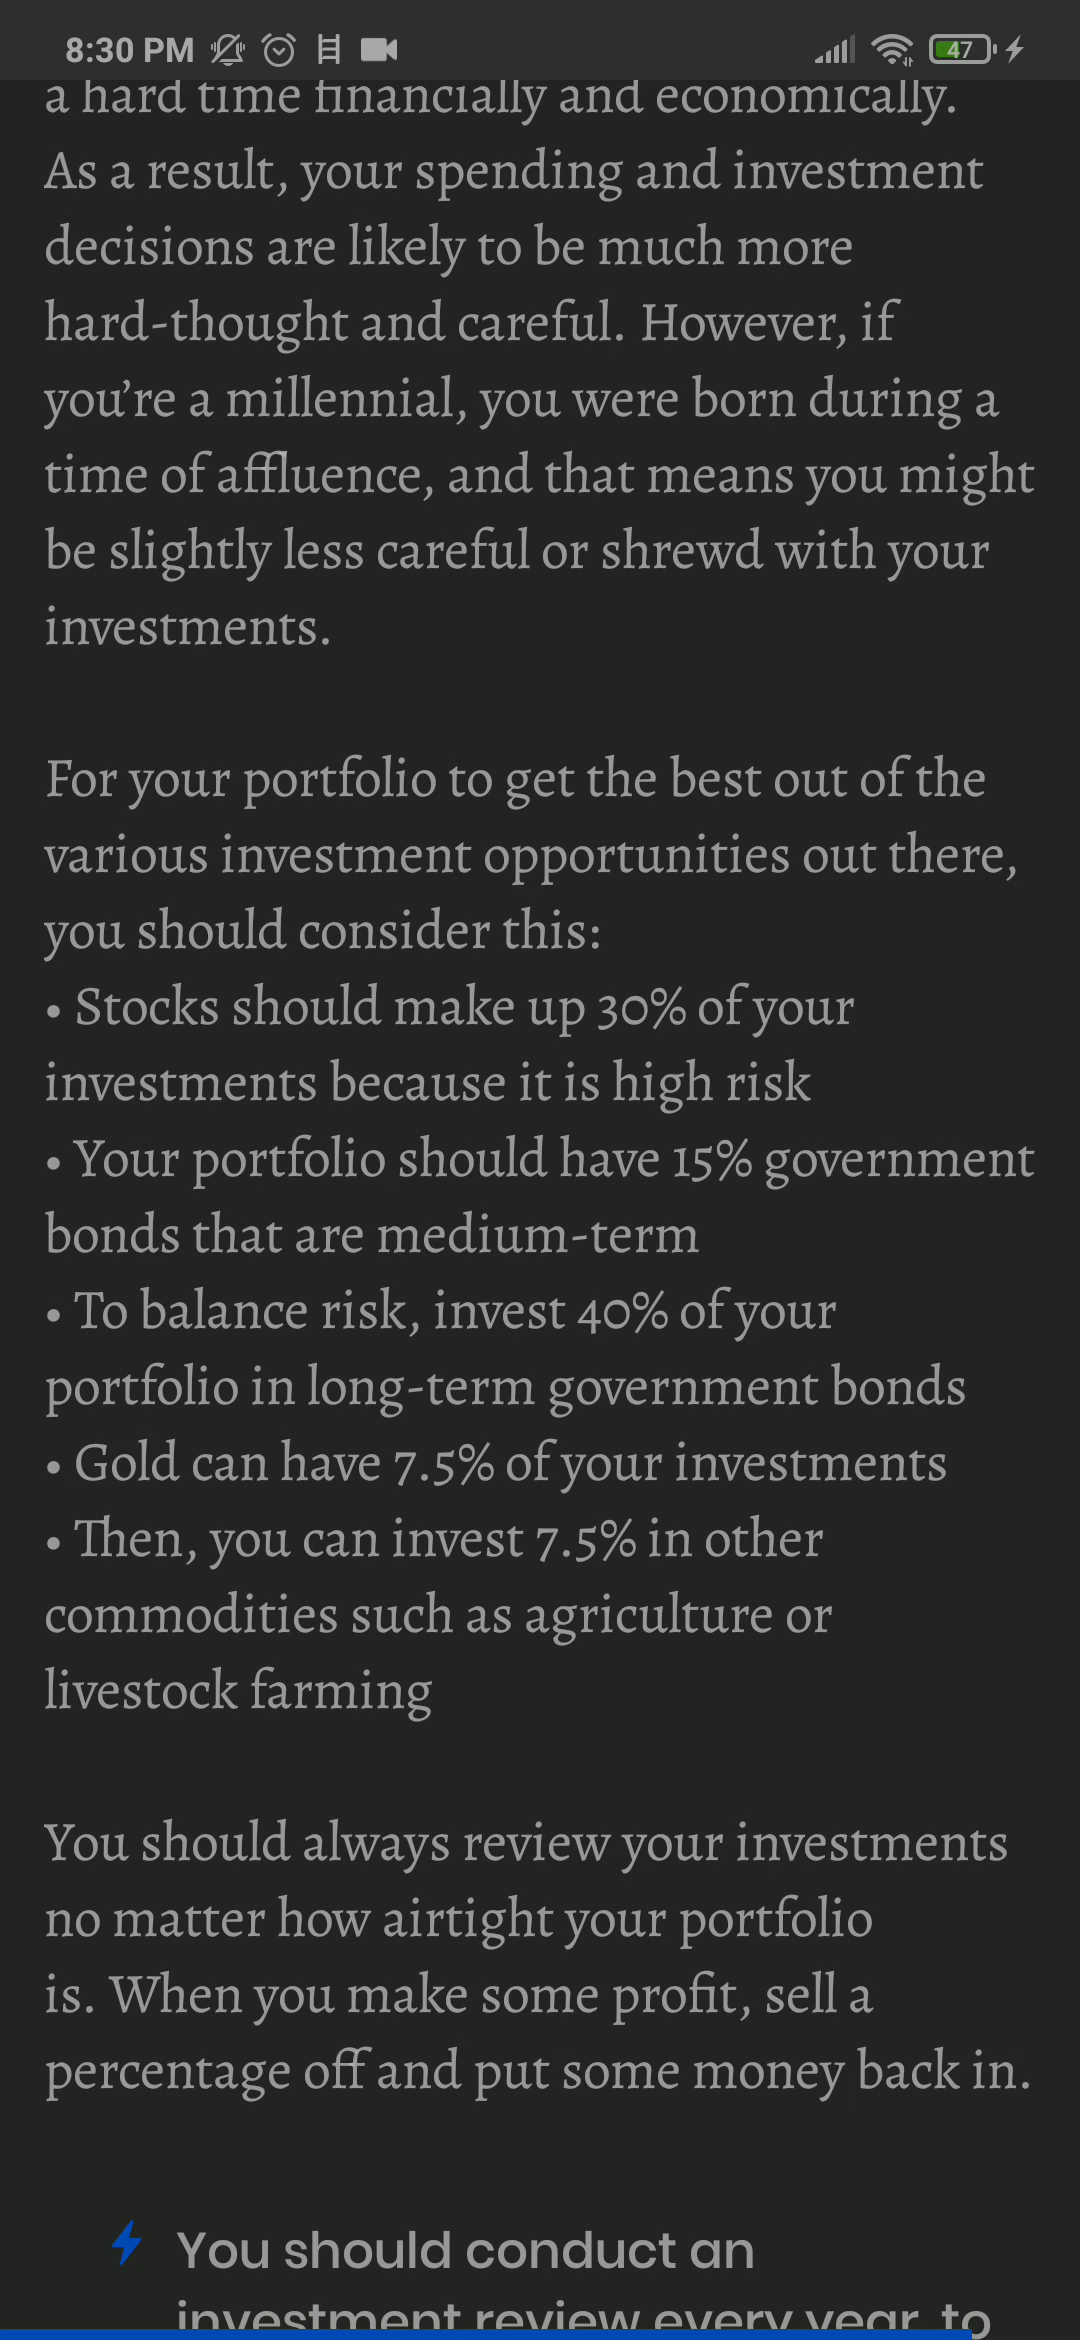 8:30 PM
47
a hard time financially and economically.
As a result, your spending and investment
decisions are likely to be much more
hard-thought and careful. However, if
you’re a millennial, you were born during a
time of affluence, and that means you might
be slightly less careful or shrewd with your
investments.
For your portfolio to get the best out of the
various investment opportunities out there,
you should consider this:
• Stocks should make up 30% of your
investments because it is high risk
• Your portfolio should have 15% government
bonds that are medium-term
• To balance risk, invest 40% of your
portfolio in long-term government bonds
• Gold can have 7.5% of your investments
• Then, you can invest 7.5% in other
commodities such as agriculture or
livestock farming
You should always review your investments
no matter how airtight your portfolio
is. When you make some profit, sell a
percentage off and put some money back in.
You should conduct an
investment review every year, to